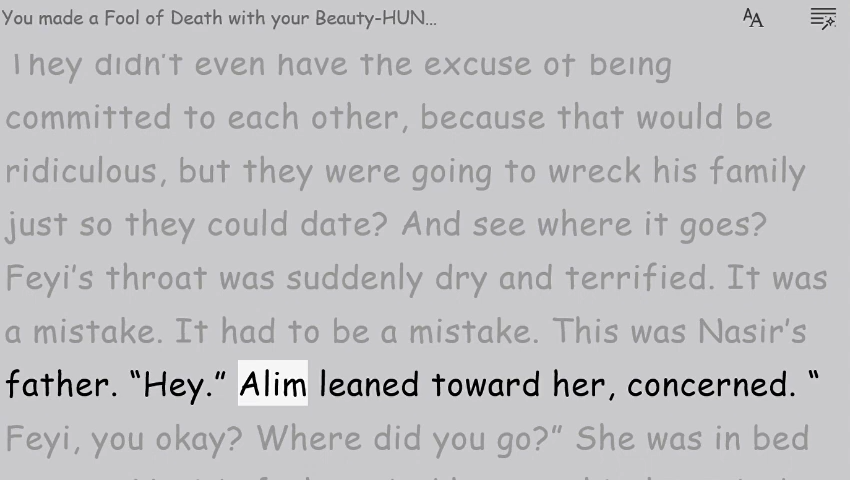 You made a Fool of Death with your Beauty-HUN...
They didn't even have the excuse of being
committed to each other, because that would be
ridiculous, but they were going to wreck his family
just so they could date? And see where it goes?
Feyi’s throat was suddenly dry and terrified. It was
a mistake. It had to be a mistake. This was Nasir’s
father. “Hey.” Alim leaned toward her, concerned. “
Feyi, you okay? Where did you go?” She was in bed